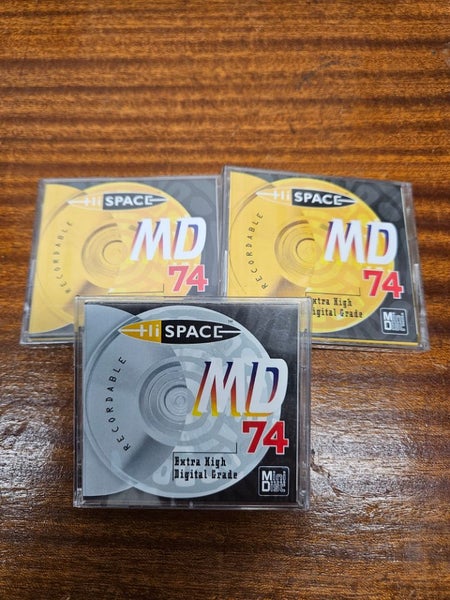 Hi SPACE
RECORDABLE
MD
74
Hi SPACE
RECORDABLE
MD
74
Extra High
Digital Grade
Mini
Disc
Hi SPACE
RECORDABLE
MD
74
Extra High
Digital Grade
Mini
Disc